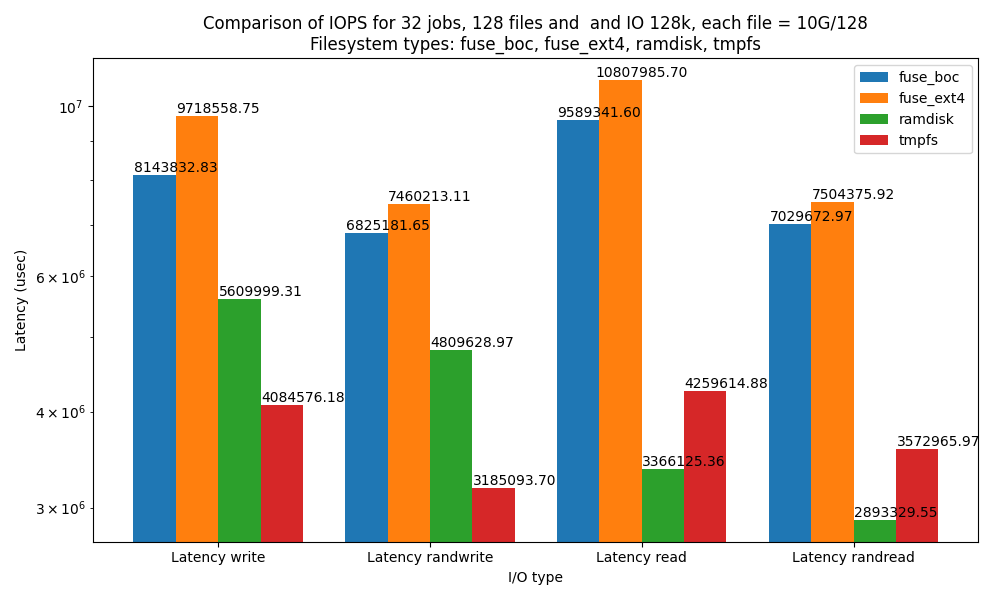 Comparison of IOPS for 32 jobs, 128 files and  and IO 128k, each file = 10G/128
Filesystem types: fuse_boc, fuse_ext4, ramdisk, tmpfs
fuse_boc
fuse_ext4
ramdisk
tmpfs
Latency (usec)
10⁷
6 × 10⁶
4 × 10⁶
3 × 10⁶
8143832.83
9718558.75
5609999.31
4084576.18
6825181.65
7460213.11
4809628.97
3185093.70
9589341.60
10807985.70
3366125.36
4259614.88
7029672.97
7504375.92
2893329.55
3572965.97
Latency write
Latency randwrite
Latency read
Latency randread
I/O type